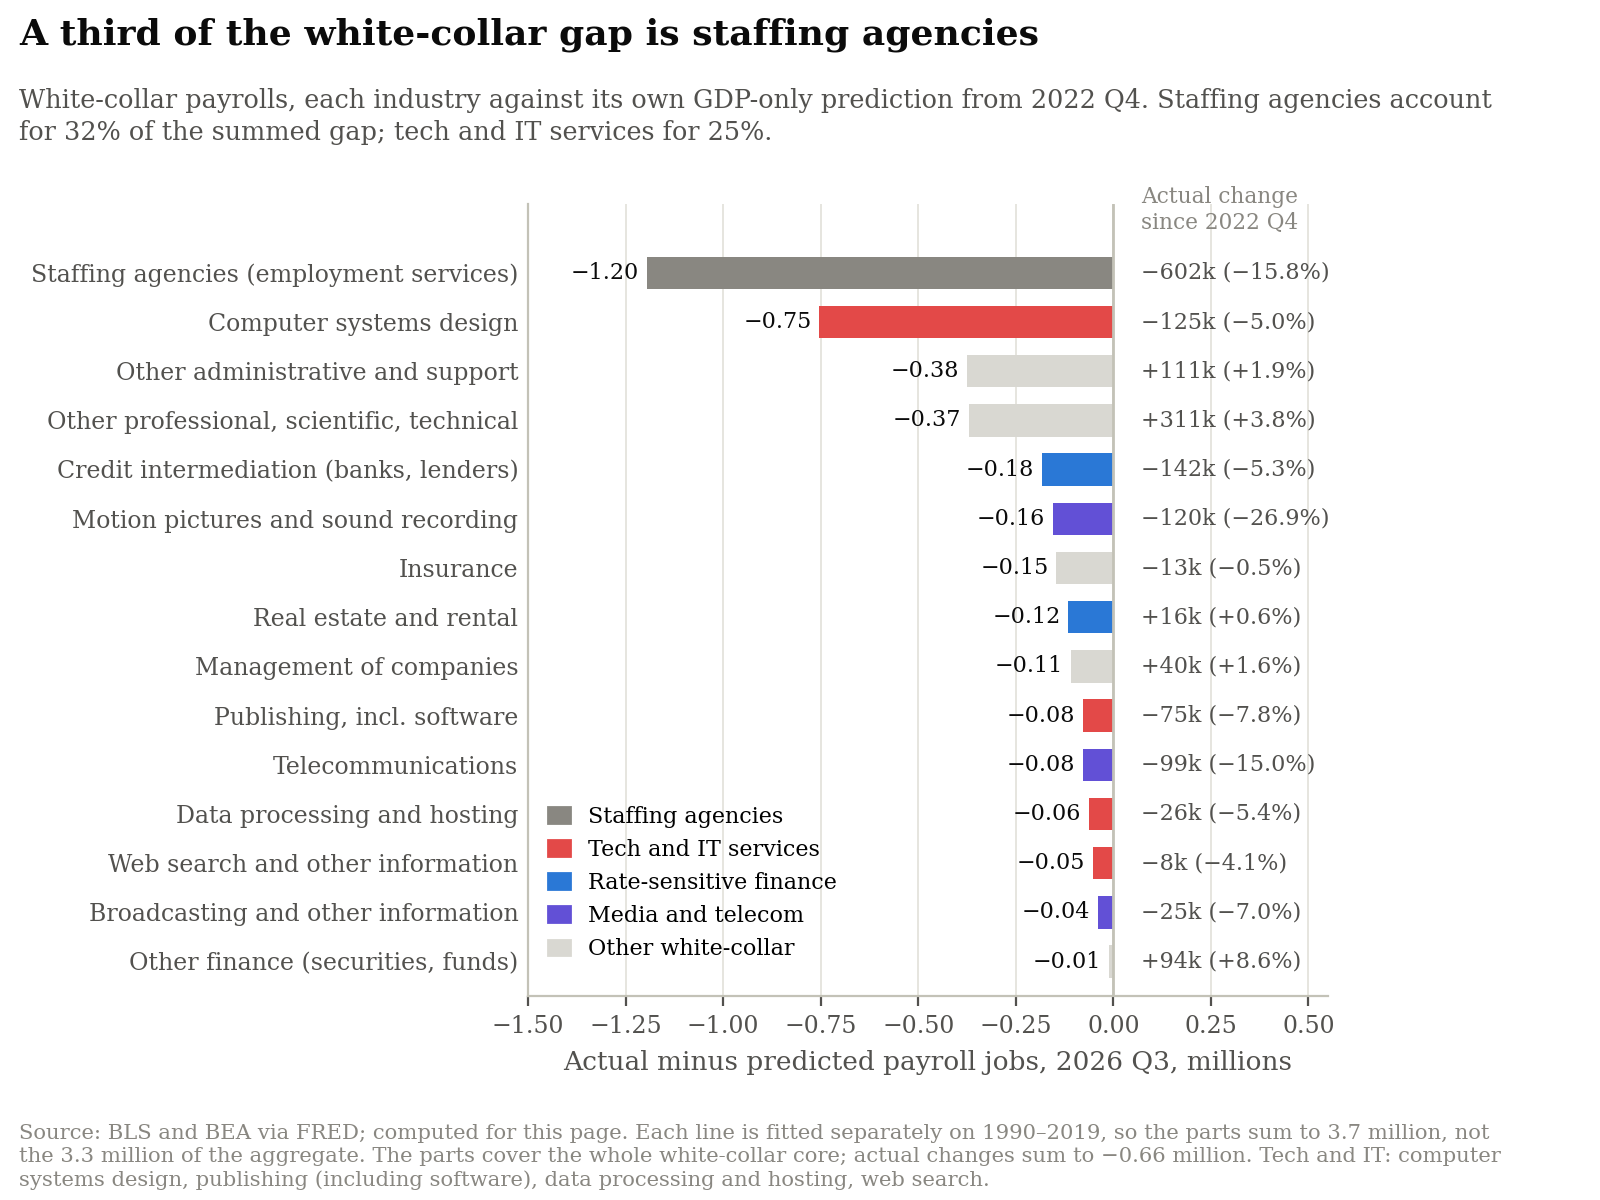 A third of the white-collar gap is staffing agencies
White-collar payrolls, each industry against its own GDP-only prediction from 2022 Q4. Staffing agencies account
for 32% of the summed gap; tech and IT services for 25%.
Actual change
since 2022 Q4
Staffing agencies (employment services) −1.20 −602k (−15.8%)
Computer systems design −0.75 −125k (−5.0%)
Other administrative and support −0.38 +111k (+1.9%)
Other professional, scientific, technical −0.37 +311k (+3.8%)
Credit intermediation (banks, lenders) −0.18 −142k (−5.3%)
Motion pictures and sound recording −0.16 −120k (−26.9%)
Insurance −0.15 −13k (−0.5%)
Real estate and rental −0.12 +16k (+0.6%)
Management of companies −0.11 +40k (+1.6%)
Publishing, incl. software −0.08 −75k (−7.8%)
Telecommunications −0.08 −99k (−15.0%)
Data processing and hosting −0.06 −26k (−5.4%)
Web search and other information −0.05 −8k (−4.1%)
Broadcasting and other information −0.04 −25k (−7.0%)
Other finance (securities, funds) −0.01 +94k (+8.6%)
Staffing agencies
Tech and IT services
Rate-sensitive finance
Media and telecom
Other white-collar
−1.50 −1.25 −1.00 −0.75 −0.50 −0.25 0.00 0.25 0.50
Actual minus predicted payroll jobs, 2026 Q3, millions
Source: BLS and BEA via FRED; computed for this page. Each line is fitted separately on 1990–2019, so the parts sum to 3.7 million, not
the 3.3 million of the aggregate. The parts cover the whole white-collar core; actual changes sum to −0.66 million. Tech and IT: computer
systems design, publishing (including software), data processing and hosting, web search.